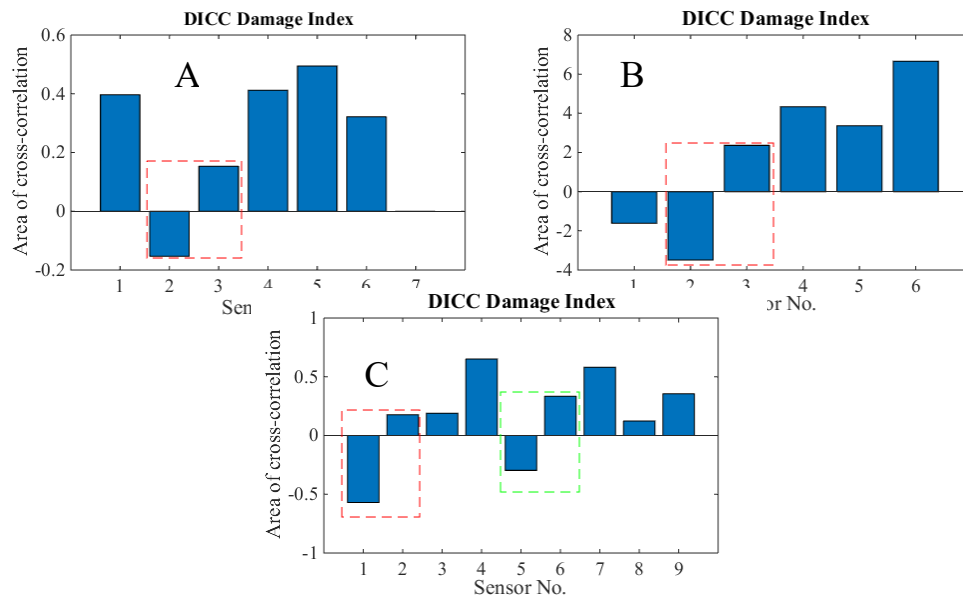 DICC Damage Index
A
Area of cross-correlation
0.6
0.4
0.2
0
-0.2
1 2 3 4 5 6 7
Sen
DICC Damage Index
B
Area of cross-correlation
8
6
4
2
0
-2
-4
1 2 3 4 5 6
or No.
DICC Damage Index
C
Area of cross-correlation
1
0.5
0
-0.5
-1
1 2 3 4 5 6 7 8 9
Sensor No.